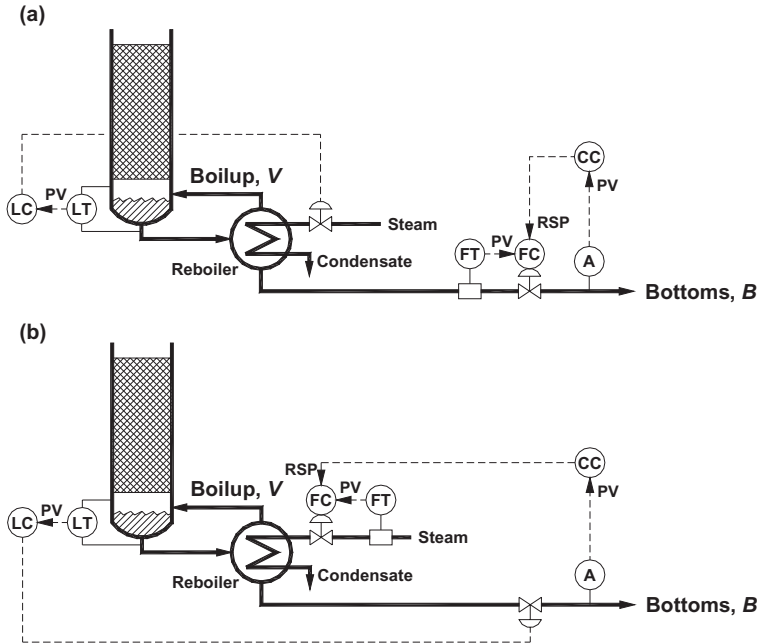 (a)
CC
PV
Boilup, V
RSP
LC
PV
LT
Steam
FT
PV
FC
A
Reboiler
Condensate
Bottoms, B
(b)
CC
RSP
PV
Boilup, V
FC
PV
FT
LC
PV
LT
Steam
Reboiler
Condensate
A
Bottoms, B